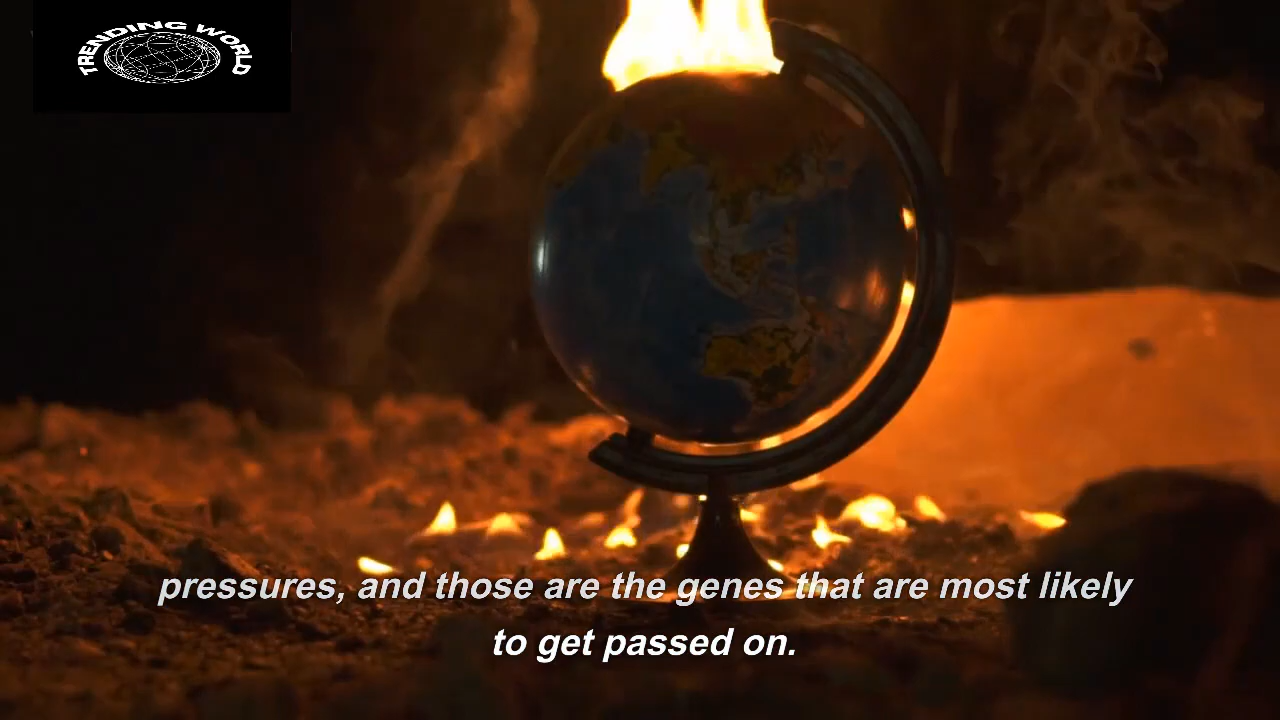 TRENDING WORLD
pressures, and those are the genes that are most likely
to get passed on.